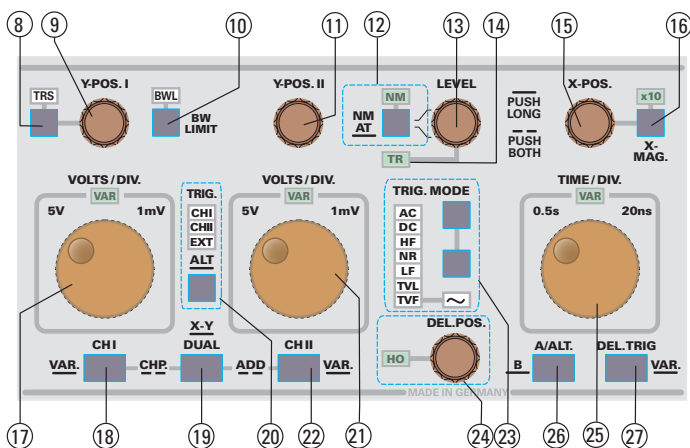 8 9 10 11 12 13 14 15 16
Y-POS. I
Y-POS. II
LEVEL
X-POS.
TRS
BWL
NM
x10
BW
LIMIT
NM
AT
PUSH
LONG
PUSH
BOTH
TR
X-
MAG.
VOLTS / DIV.
VAR
5V
1mV
TRIG.
CHI
CHII
EXT
ALT
VOLTS / DIV.
VAR
5V
1mV
TRIG. MODE
AC
DC
HF
NR
LF
TVL
TVF
~
TIME / DIV.
VAR
0.5s
20ns
X-Y
CH I
DUAL
CH II
VAR.
CHP.
ADD
VAR.
DEL.POS.
HO
A/ALT.
DEL.TRIG
B
VAR.
MADE IN GERMANY
17 18 19 20 22 21 24 23 26 25 27